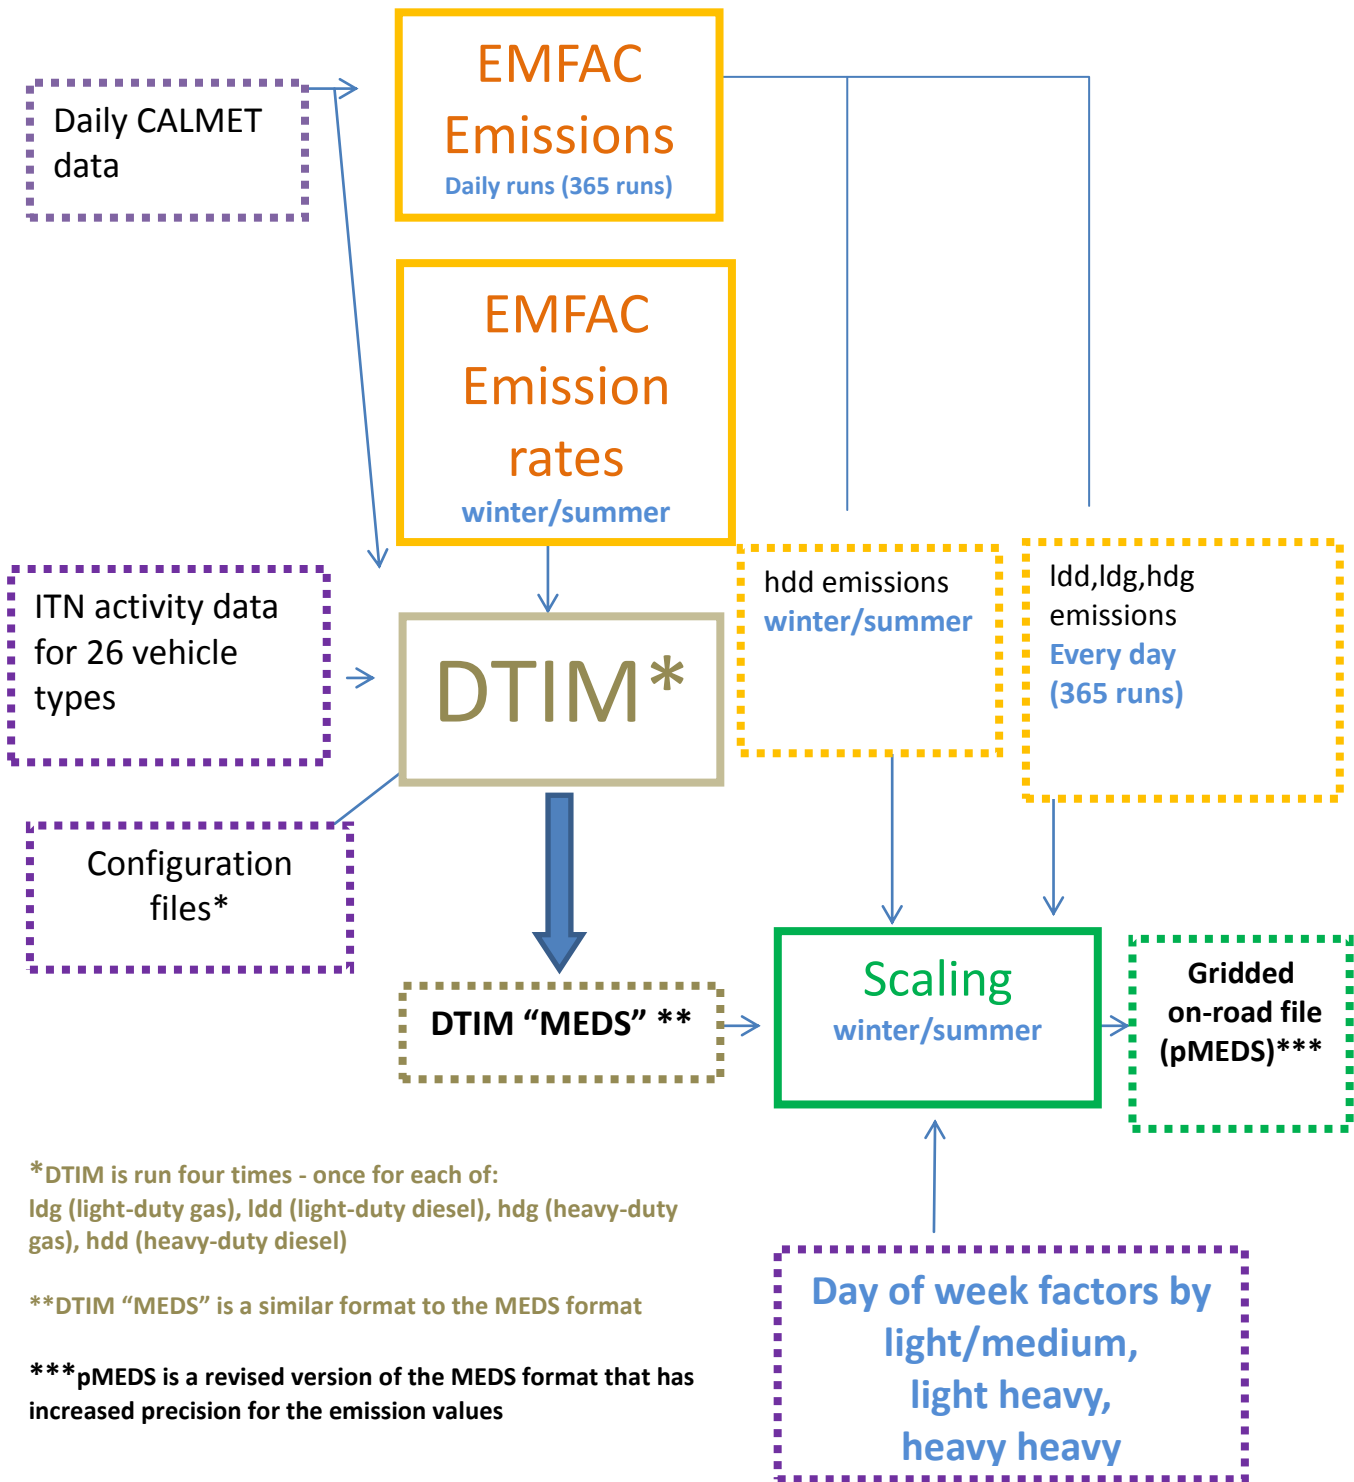 EMFAC
Emissions
Daily runs (365 runs)
Daily CALMET
data
EMFAC
Emission
rates
winter/summer
hdd emissions
winter/summer
ldd,ldg,hdg
emissions
Every day
(365 runs)
ITN activity data
for 26 vehicle
types
DTIM*
Configuration
files*
DTIM “MEDS” **
Scaling
winter/summer
Gridded
on-road file
(pMEDS)***
*DTIM is run four times - once for each of:
ldg (light-duty gas), ldd (light-duty diesel), hdg (heavy-duty
gas), hdd (heavy-duty diesel)
**DTIM “MEDS” is a similar format to the MEDS format
***pMEDS is a revised version of the MEDS format that has
increased precision for the emission values
Day of week factors by
light/medium,
light heavy,
heavy heavy